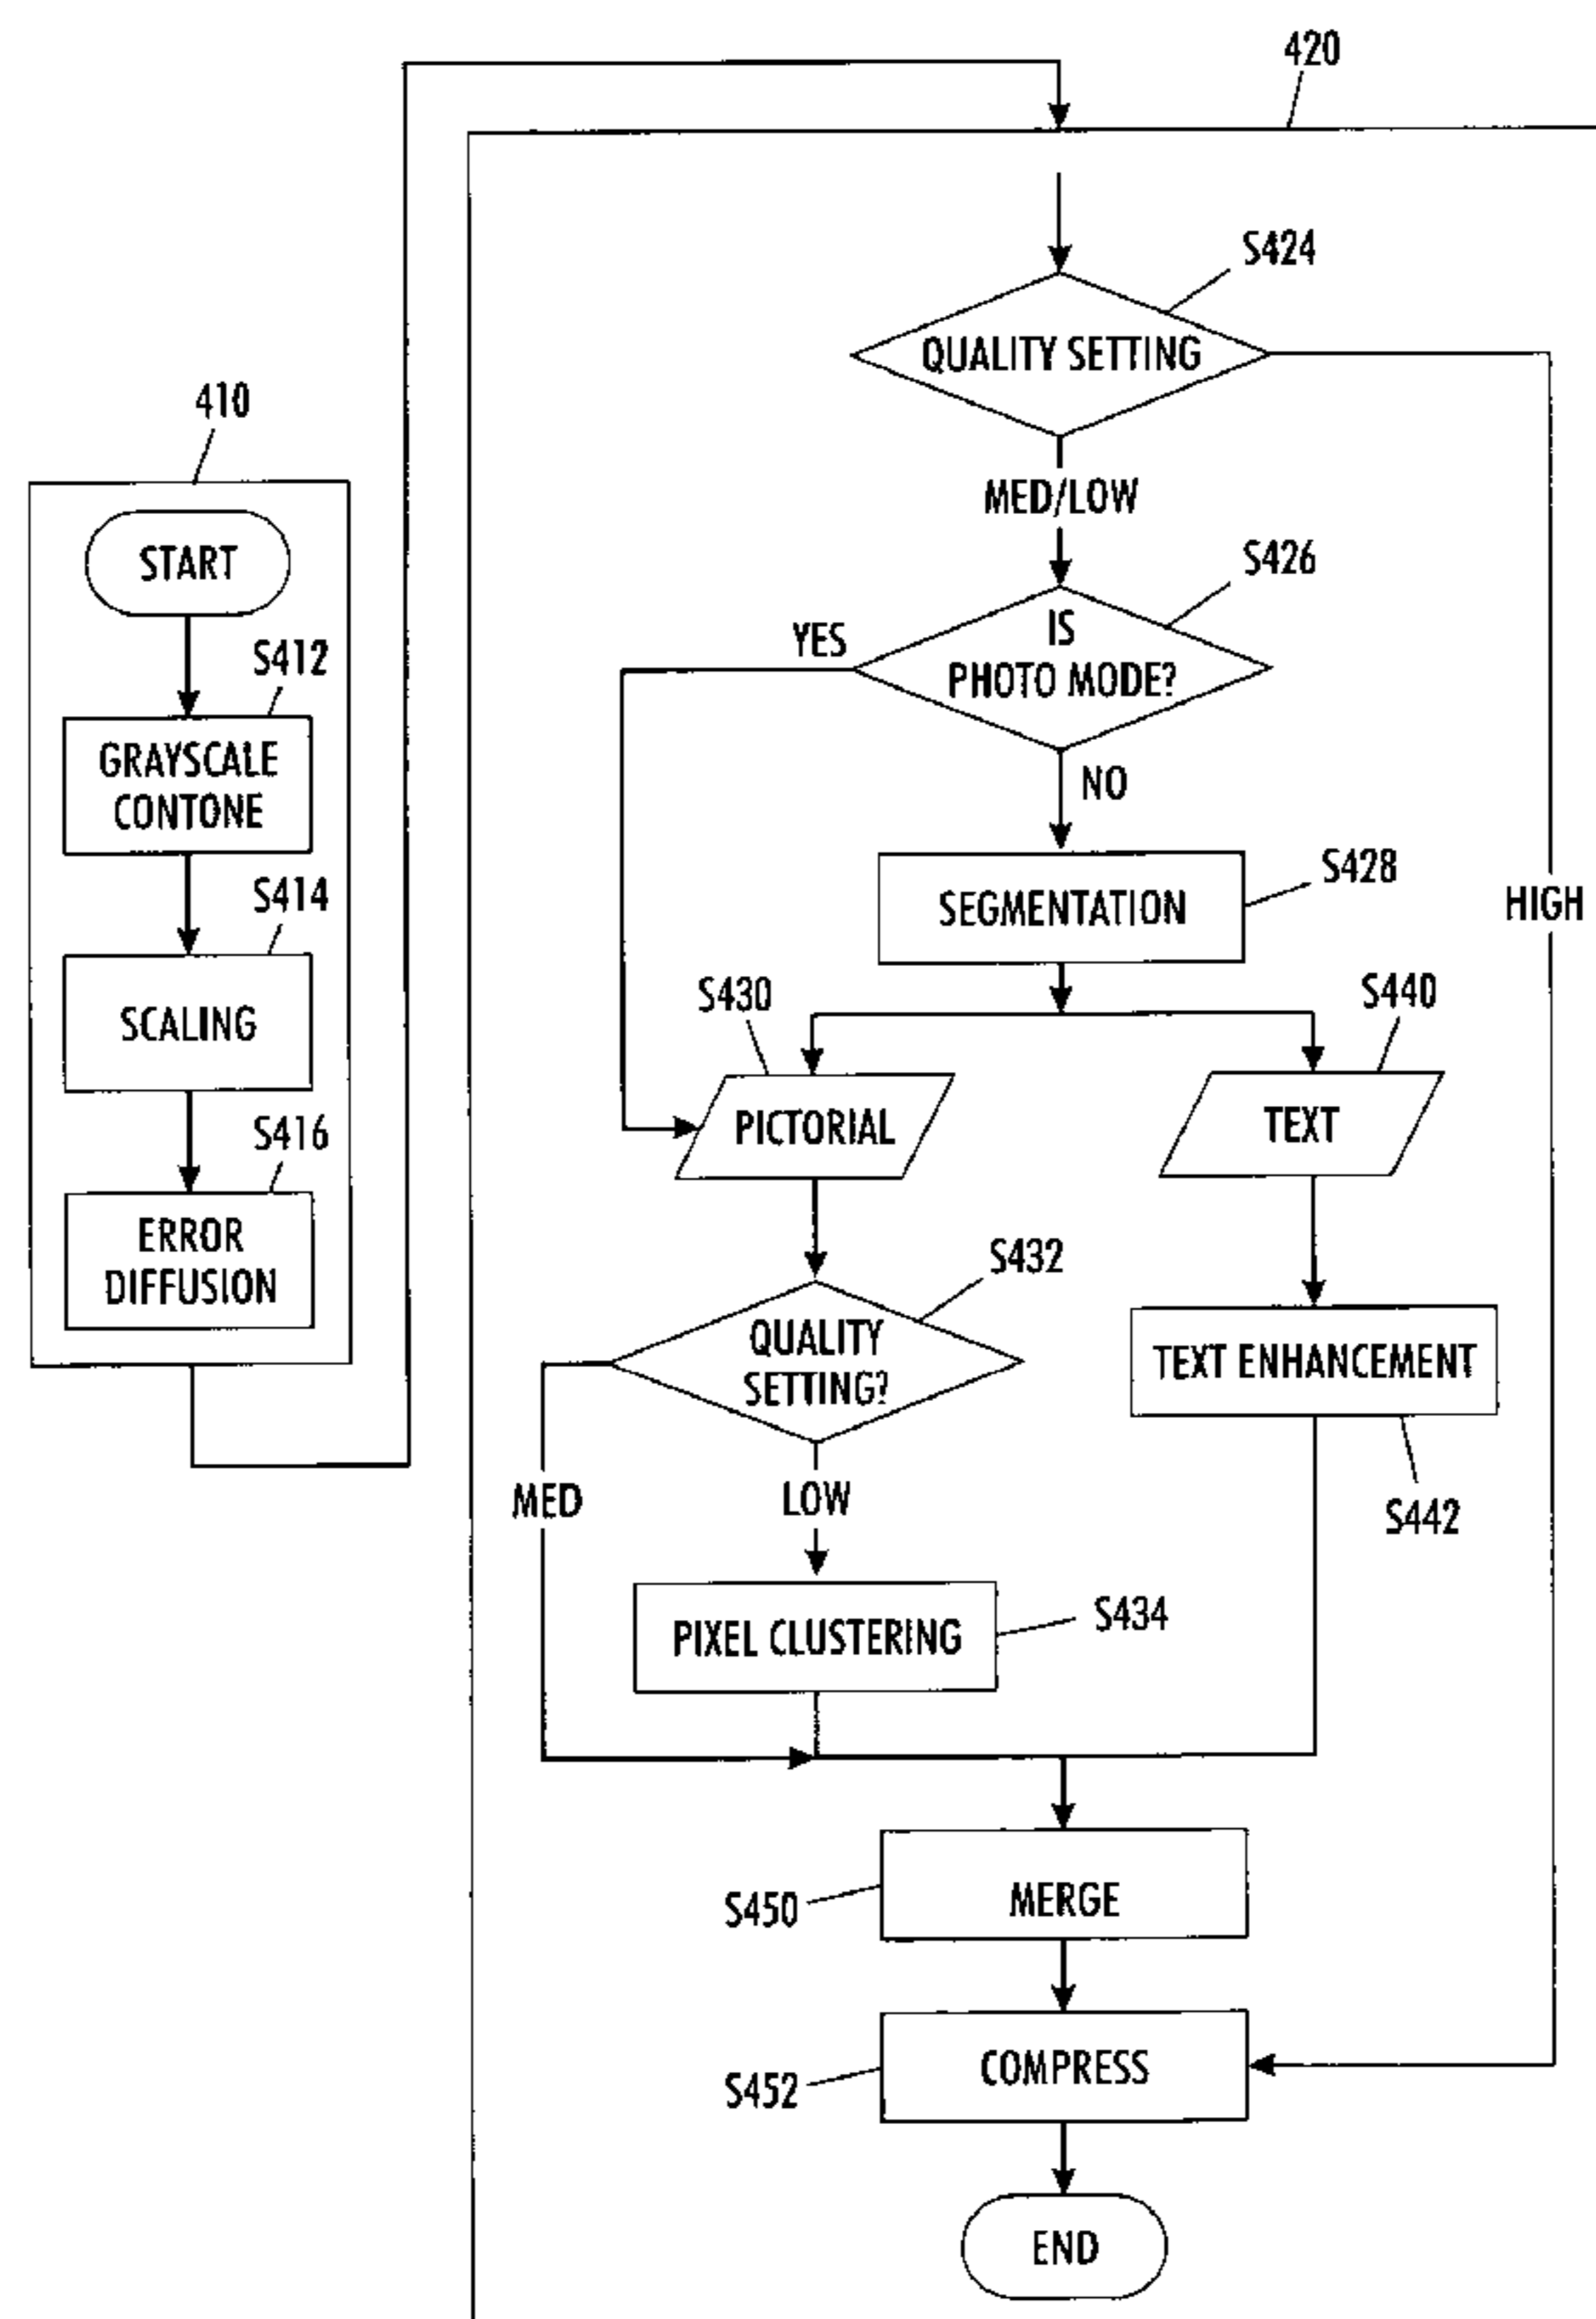 410
START
S412
GRAYSCALE
CONTONE
S414
SCALING
S416
ERROR
DIFFUSION
420
S424
QUALITY SETTING
MED/LOW
HIGH
S426
IS
PHOTO MODE?
YES
NO
S428
SEGMENTATION
S430
PICTORIAL
S440
TEXT
S432
QUALITY
SETTING?
MED
LOW
TEXT ENHANCEMENT
S442
PIXEL CLUSTERING
S434
S450
MERGE
S452
COMPRESS
END